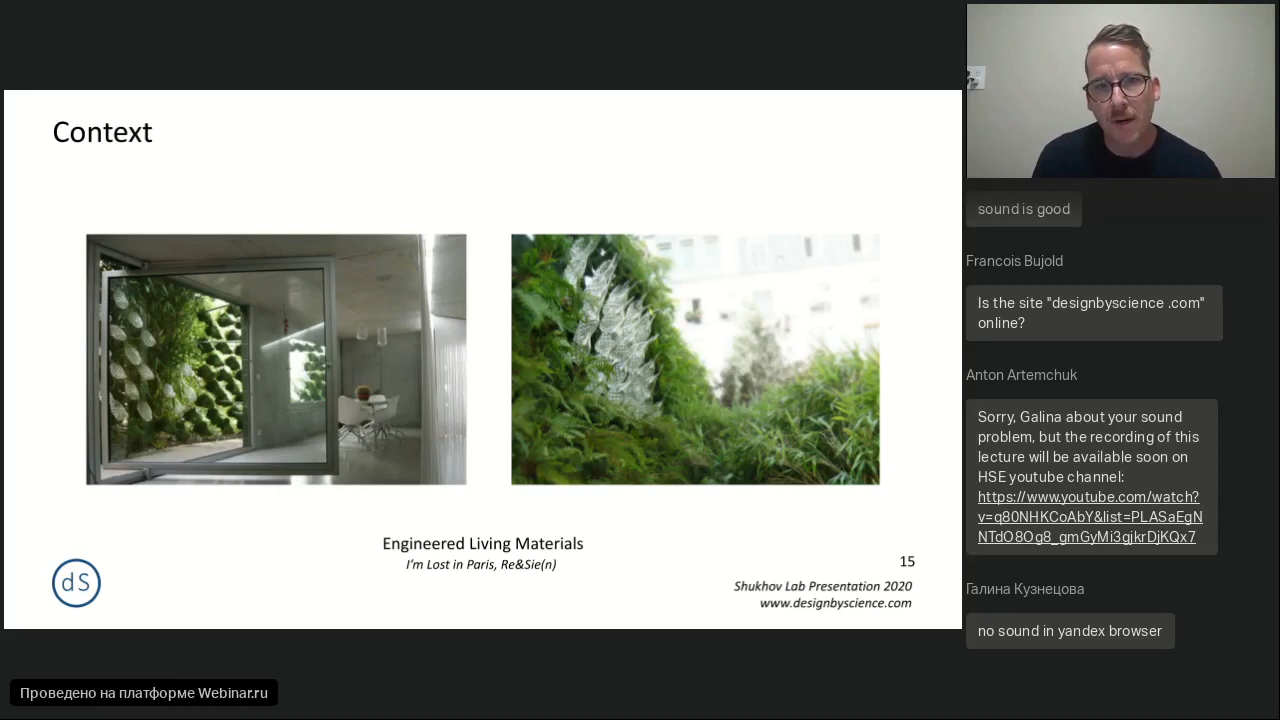 Context
Engineered Living Materials
I'm Lost in Paris, Re&Sie(n)
dS
15
Shukhov Lab Presentation 2020
www.designbyscience.com
sound is good
Francois Bujold
Is the site "designbyscience .com"
online?
Anton Artemchuk
Sorry, Galina about your sound
problem, but the recording of this
lecture will be available soon on
HSE youtube channel:
https://www.youtube.com/watch?
v=q80NHKCoAbY&list=PLASaEgN
NTdO8Og8_gmGyMi3gjkrDjKQx7
Галина Кузнецова
no sound in yandex browser
Проведено на платформе Webinar.ru